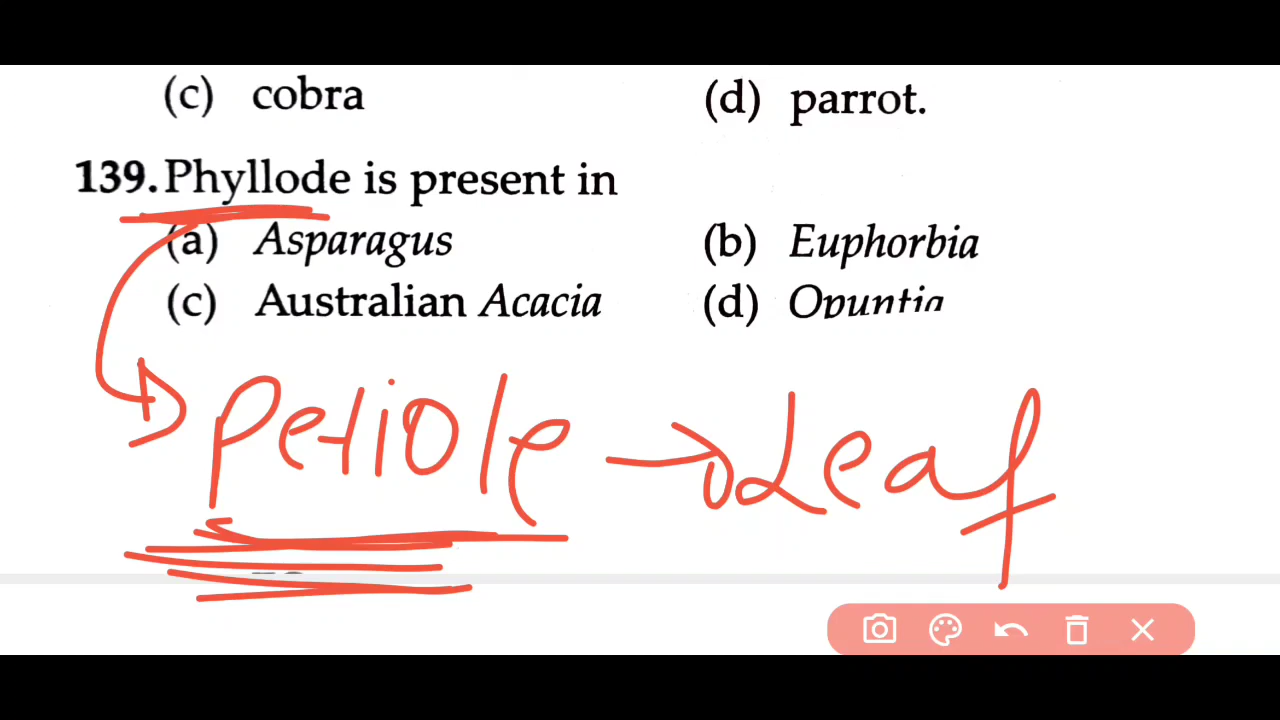 (c) cobra (d) parrot.
139. Phyllode is present in
(a) Asparagus (b) Euphorbia
(c) Australian Acacia (d) Opuntia
Petiole → Leaf